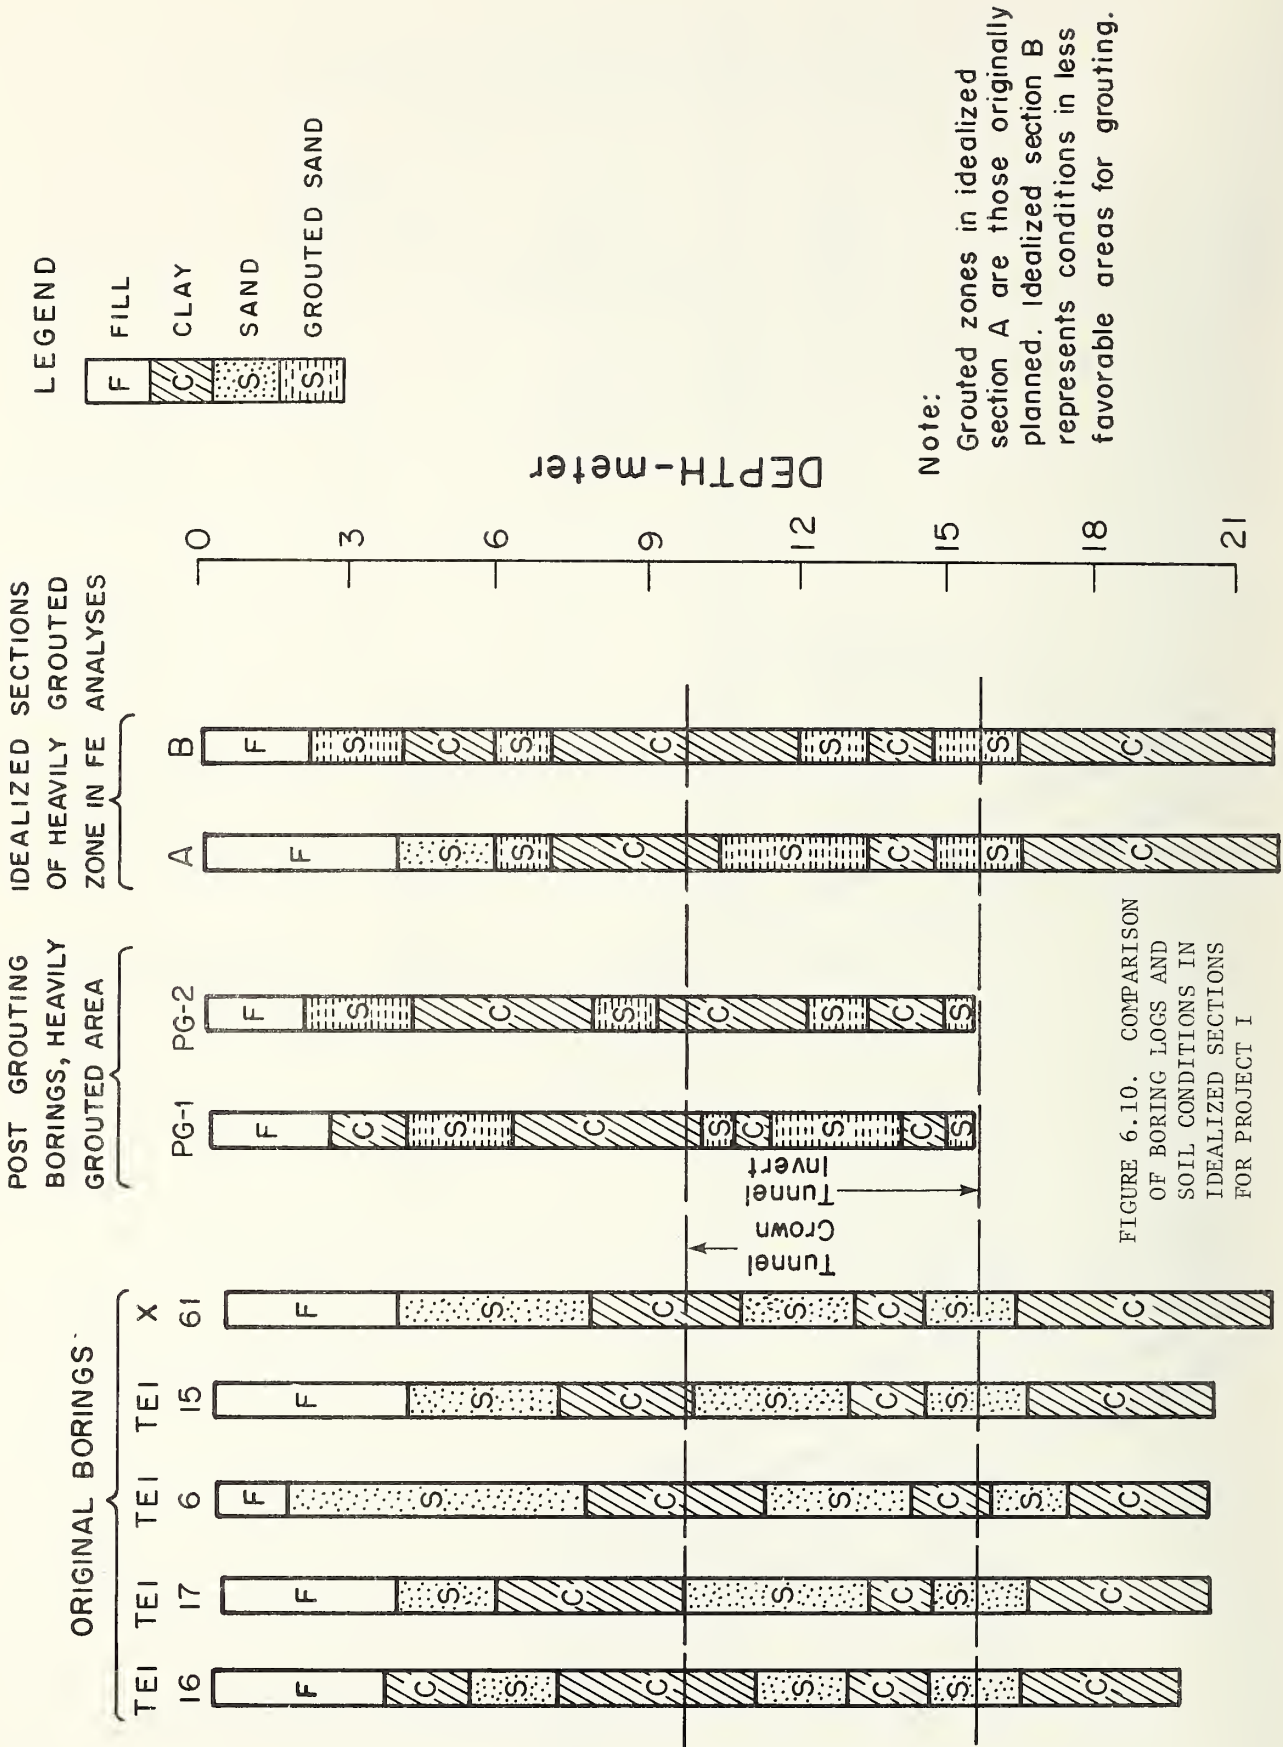 ORIGINAL BORINGS
TEI 16
TEI 17
TEI 6
TEI 15
X 61
POST GROUTING
BORINGS, HEAVILY
GROUTED AREA
PG-1
PG-2
IDEALIZED SECTIONS
OF HEAVILY GROUTED
ZONE IN FE ANALYSES
A
B
F
C
S
C
S
C
S
C
F
S
C
S
C
S
C
F
S
C
S
C
S
C
F
S
C
S
C
S
C
F
S
C
S
C
S
C
F
C
S
C
S
C
S
C
S
F
S
C
S
C
S
C
S
F
S
S
C
S
C
S
C
F
S
C
S
C
S
C
S
C
Tunnel
Crown
Tunnel
Invert
0
3
6
9
12
15
18
21
DEPTH-meter
LEGEND
F FILL
C CLAY
S SAND
S GROUTED SAND
Note:
Grouted zones in idealized
section A are those originally
planned. Idealized section B
represents conditions in less
favorable areas for grouting.
FIGURE 6.10. COMPARISON
OF BORING LOGS AND
SOIL CONDITIONS IN
IDEALIZED SECTIONS
FOR PROJECT I